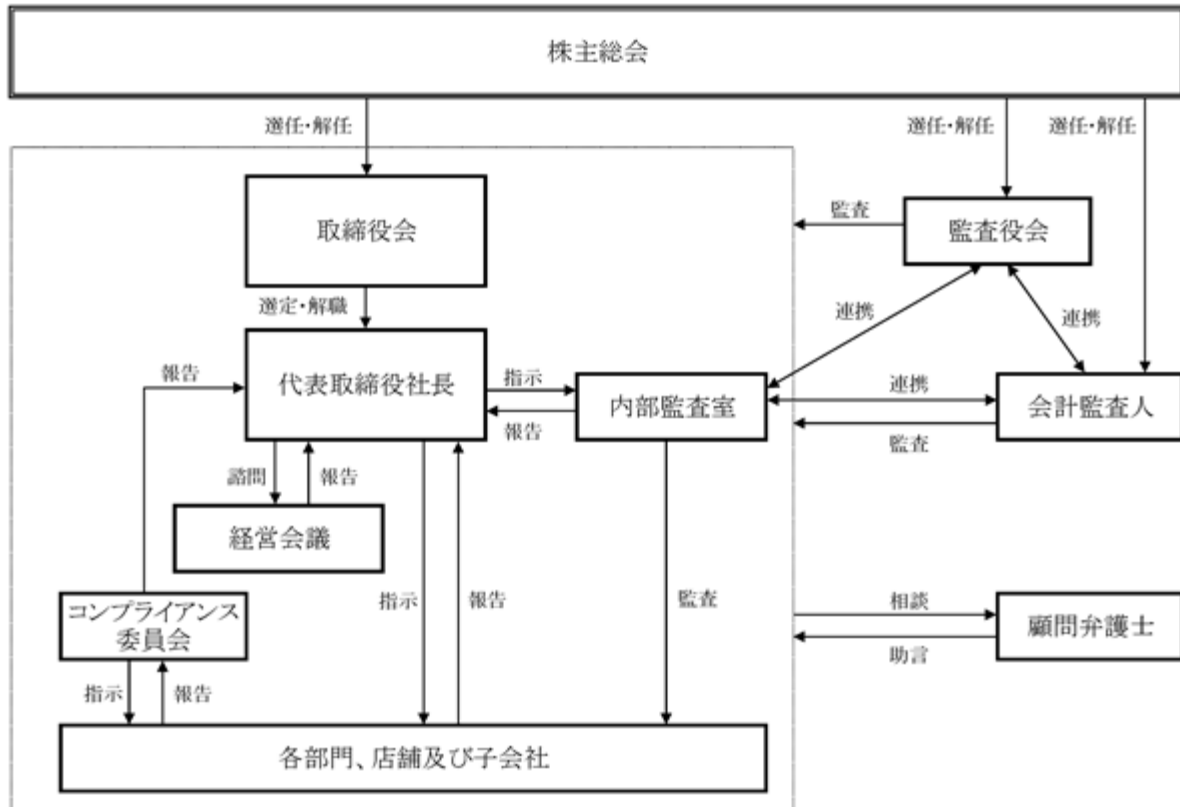 株主総会
選任・解任
選任・解任
選任・解任
取締役会
監査
監査役会
選定・解職
連携
連携
報告
代表取締役社長
指示
報告
内部監査室
連携
監査
会計監査人
諮問
報告
経営会議
コンプライアンス
委員会
指示
報告
監査
相談
助言
顧問弁護士
指示
報告
各部門、店舗及び子会社